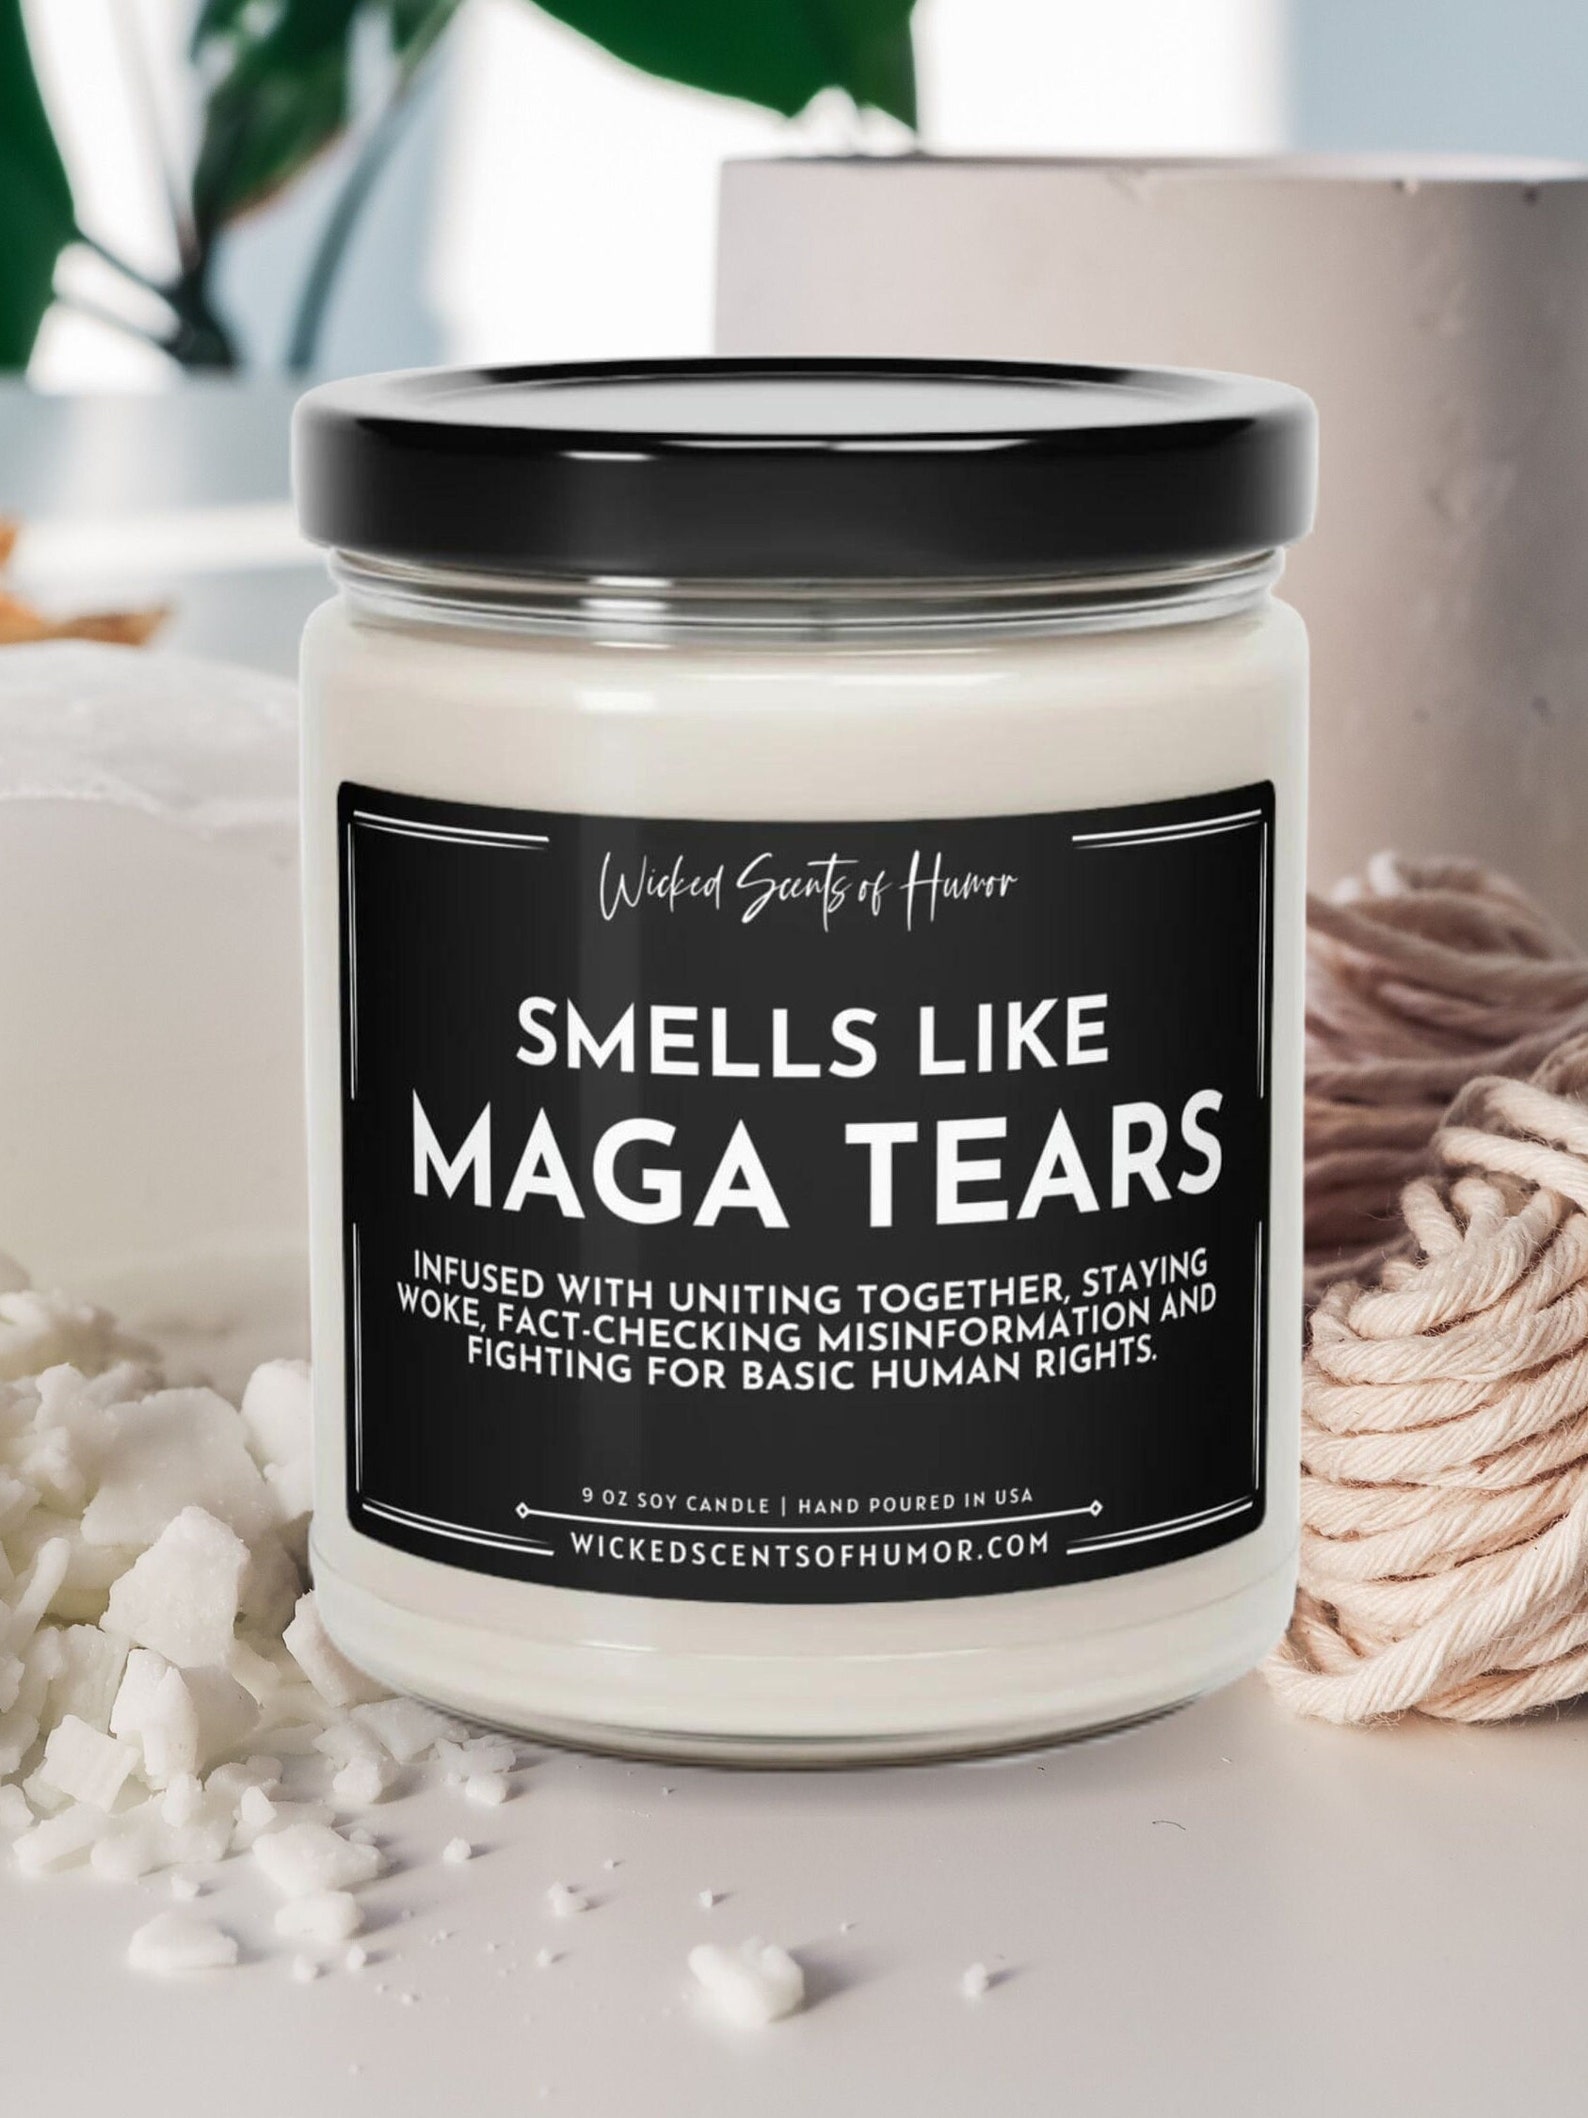 Wicked Scents of Humor
SMELLS LIKE
MAGA TEARS
INFUSED WITH UNITING TOGETHER, STAYING
WOKE, FACT-CHECKING MISINFORMATION AND
FIGHTING FOR BASIC HUMAN RIGHTS.
9 OZ SOY CANDLE | HAND POURED IN USA
WICKEDSCENTSOFHUMOR.COM